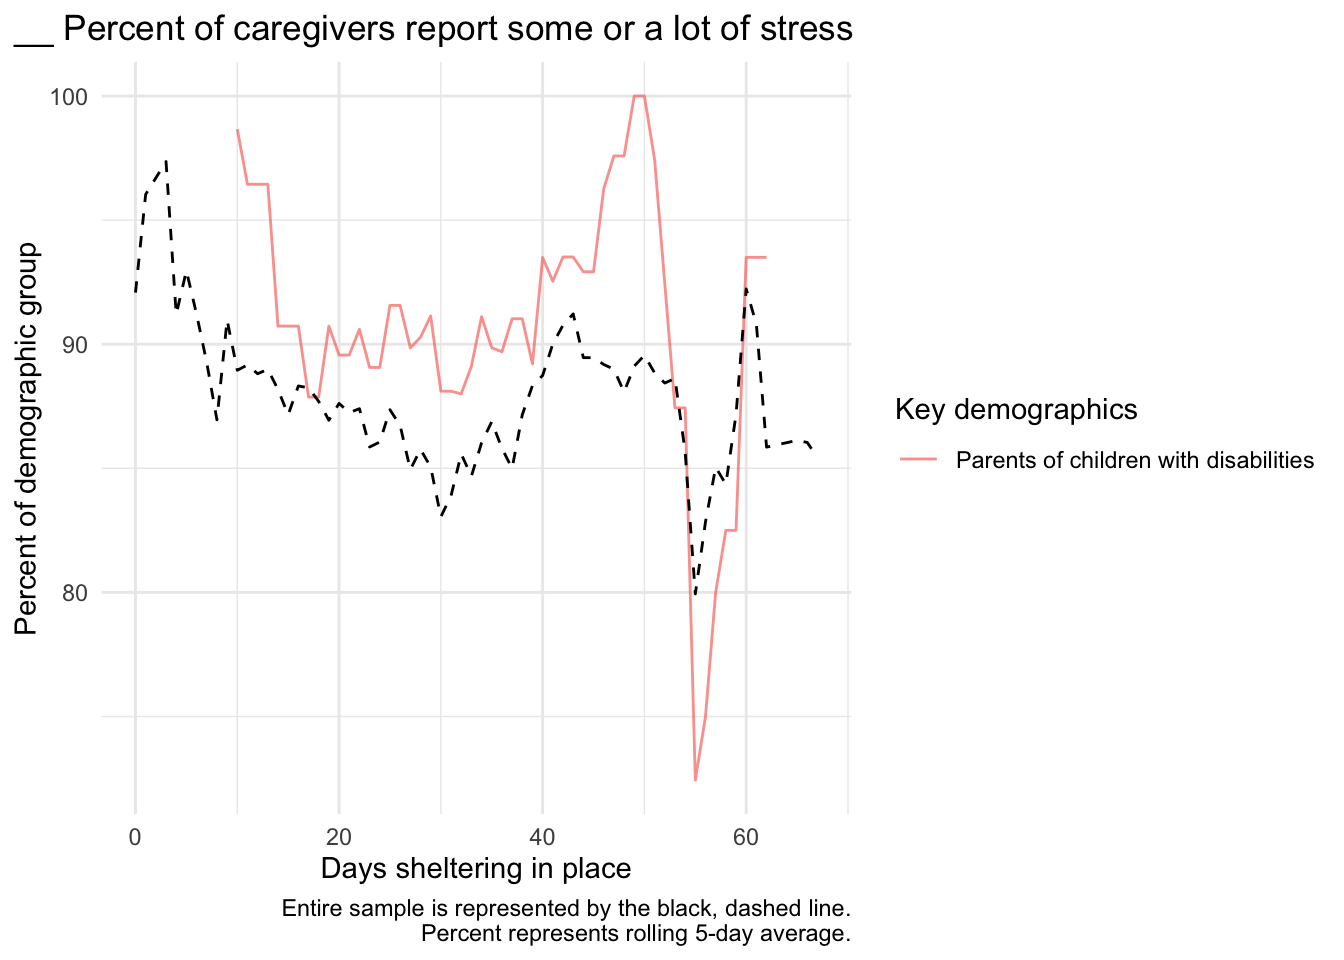 __ Percent of caregivers report some or a lot of stress
Percent of demographic group
100
90
80
0
20
40
60
Days sheltering in place
Key demographics
Parents of children with disabilities
Entire sample is represented by the black, dashed line.
Percent represents rolling 5-day average.